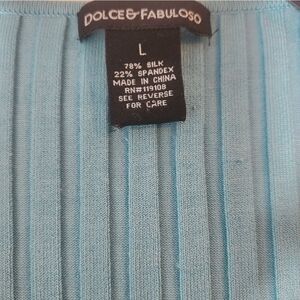 DOLCE & FABULOSO
L
78% SILK
22% SPANDEX
MADE IN CHINA
RN#119108
SEE REVERSE
FOR CARE